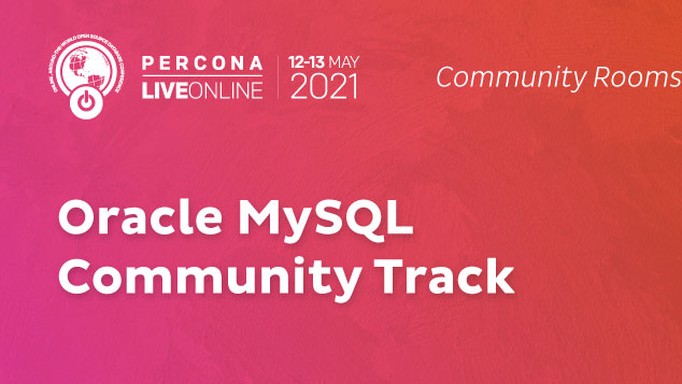 PERCONA
LIVEONLINE
12-13 MAY
2021
Community Rooms
Oracle MySQL
Community Track